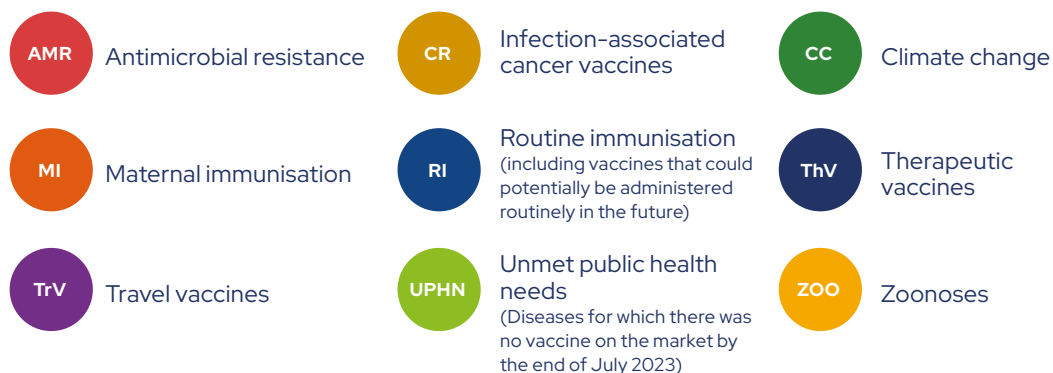 AMR
Antimicrobial resistance
CR
Infection-associated
cancer vaccines
CC
Climate change
MI
Maternal immunisation
RI
Routine immunisation
(including vaccines that could
potentially be administered
routinely in the future)
ThV
Therapeutic
vaccines
TrV
Travel vaccines
UPHN
Unmet public health
needs
(Diseases for which there was
no vaccine on the market by
the end of July 2023)
ZOO
Zoonoses